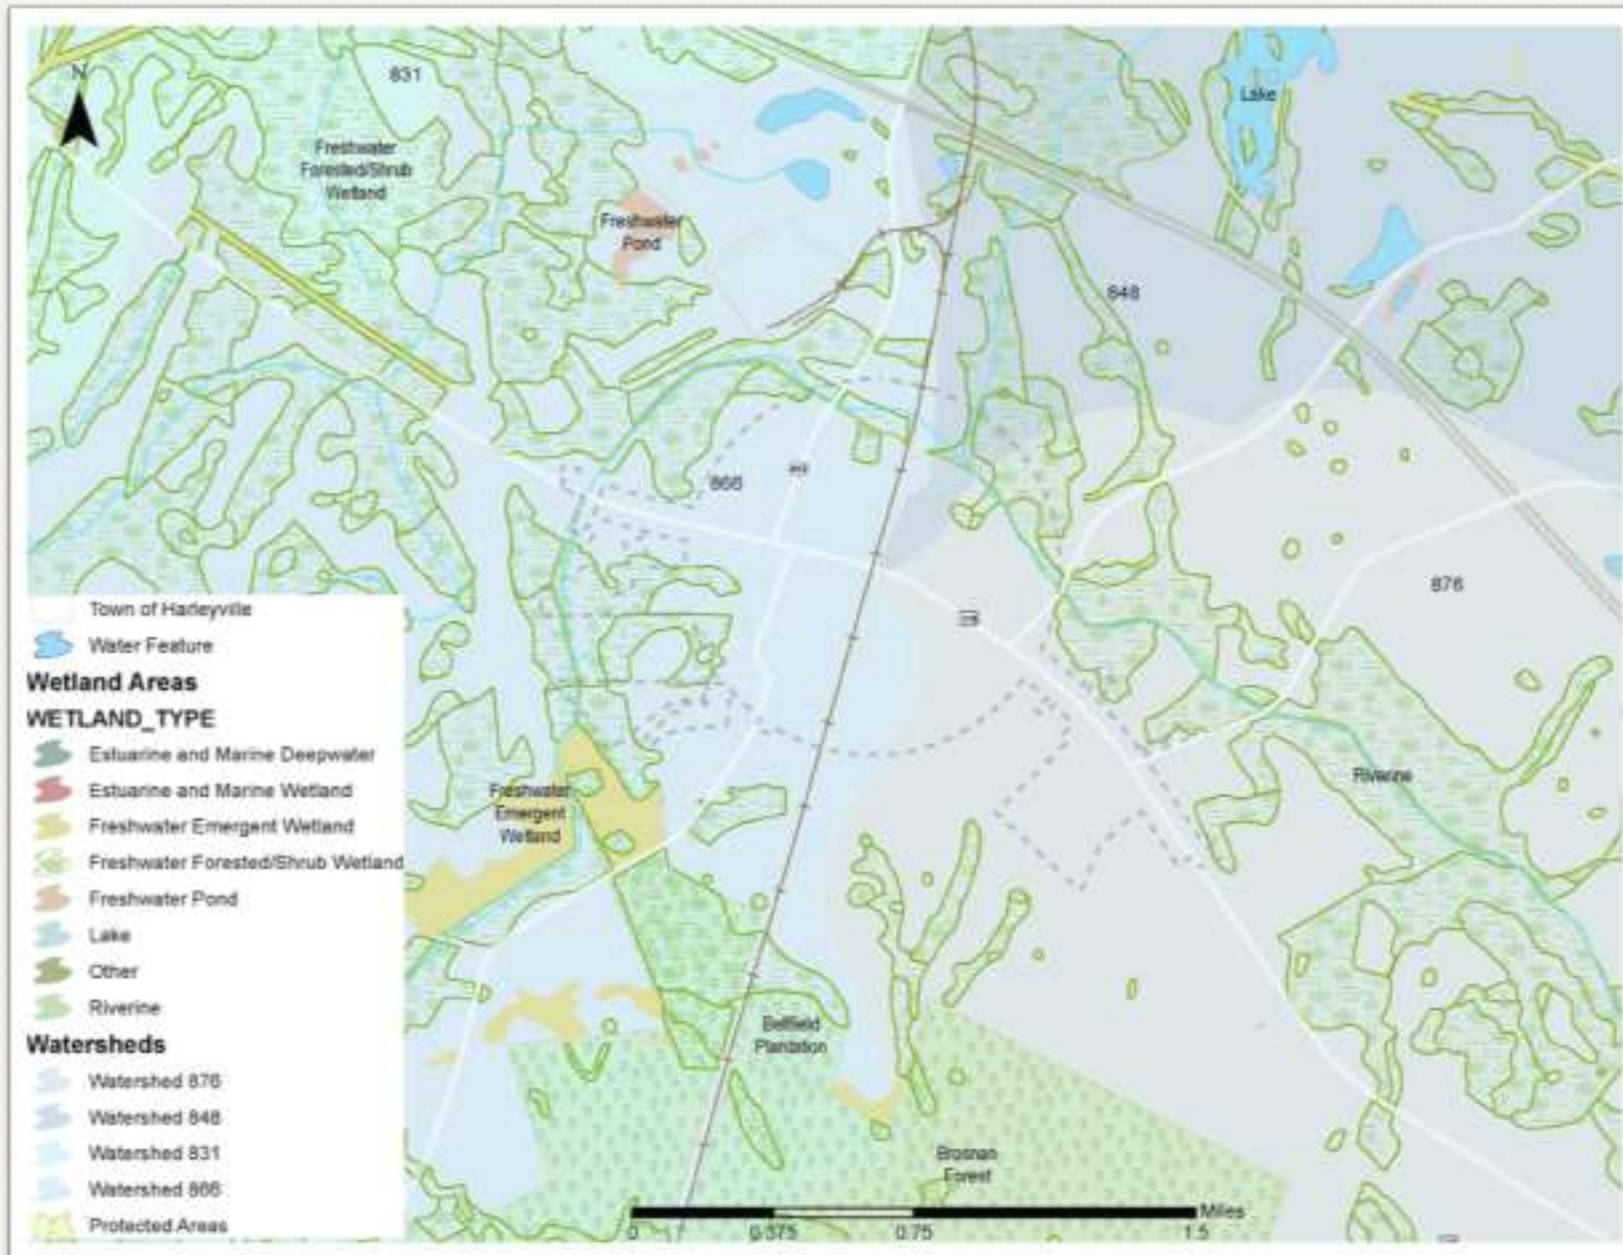 N
831
Lake
Freshwater
Forested/Shrub
Wetland
Freshwater
Pond
848
866
876
Riverine
Freshwater
Emergent
Wetland
Town of Harleyville
Water Feature
Wetland Areas
WETLAND_TYPE
Estuarine and Marine Deepwater
Estuarine and Marine Wetland
Freshwater Emergent Wetland
Freshwater Forested/Shrub Wetland
Freshwater Pond
Lake
Other
Riverine
Watersheds
Watershed 876
Watershed 848
Watershed 831
Watershed 866
Protected Areas
Bellfield
Plantation
Brosnan
Forest
Miles
0 0.375 0.75 1.5